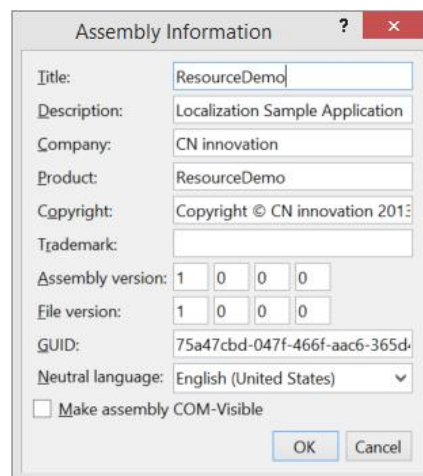 Assembly Information ? ×
Title: ResourceDemo
Description: Localization Sample Application
Company: CN innovation
Product: ResourceDemo
Copyright: Copyright © CN innovation 2013
Trademark:
Assembly version: 1 0 0 0
File version: 1 0 0 0
GUID: 75a47cbd-047f-466f-aac6-365d
Neutral language: English (United States)
Make assembly COM-Visible
OK Cancel